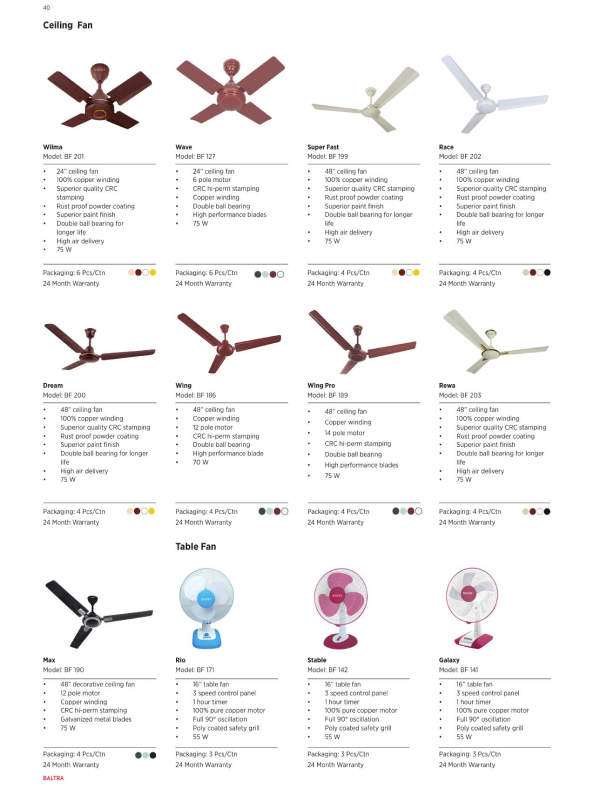 40
Ceiling Fan
Wilma
Model: BF 201
• 24" ceiling fan
• 100% copper winding
• Superior quality CRC
stamping
• Rust proof powder coating
• Superior paint finish
• Double ball bearing for
longer life
• High air delivery
• 75 W
Packaging: 6 Pcs/Ctn
24 Month Warranty
Wave
Model: BF 127
• 24" ceiling fan
• 6 pole motor
• CRC hi-perm stamping
• Copper winding
• Double ball bearing
• High performance blades
• 75 W
Packaging: 6 Pcs/Ctn
24 Month Warranty
Super Fast
Model: BF 199
• 48" ceiling fan
• 100% copper winding
• Superior quality CRC stamping
• Rust proof powder coating
• Superior paint finish
• Double ball bearing for longer
life
• High air delivery
• 75 W
Packaging: 4 Pcs/Ctn
24 Month Warranty
Race
Model: BF 202
• 48" ceiling fan
• 100% copper winding
• Superior quality CRC stamping
• Rust proof powder coating
• Superior paint finish
• Double ball bearing for longer
life
• High air delivery
• 75 W
Packaging: 4 Pcs/Ctn
24 Month Warranty
Dream
Model: BF 200
• 48" ceiling fan
• 100% copper winding
• Superior quality CRC stamping
• Rust proof powder coating
• Superior paint finish
• Double ball bearing for longer
life
• High air delivery
• 75 W
Packaging: 4 Pcs/Ctn
24 Month Warranty
Wing
Model: BF 186
• 48" ceiling fan
• Copper winding
• 12 pole motor
• CRC hi-perm stamping
• Double ball bearing
• High performance blade
• 70 W
Packaging: 4 Pcs/Ctn
24 Month Warranty
Wing Pro
Model: BF 189
• 48" ceiling fan
• Copper winding
• 14 pole motor
• CRC hi-perm stamping
• Double ball bearing
• High performance blades
• 75 W
Packaging: 4 Pcs/Ctn
24 Month Warranty
Rewa
Model: BF 203
• 48" ceiling fan
• 100% copper winding
• Superior quality CRC stamping
• Rust proof powder coating
• Superior paint finish
• Double ball bearing for longer
life
• High air delivery
• 75 W
Packaging: 4 Pcs/Ctn
24 Month Warranty
Table Fan
Max
Model: BF 190
• 48" decorative ceiling fan
• 12 pole motor
• Copper winding
• CRC hi-perm stamping
• Galvanized metal blades
• 75 W
Packaging: 4 Pcs/Ctn
24 Month Warranty
Rio
Model: BF 171
• 16" table fan
• 3 speed control panel
• 1 hour timer
• 100% pure copper motor
• Full 90° oscillation
• Poly coated safety grill
• 55 W
Packaging: 3 Pcs/Ctn
24 Month Warranty
Stable
Model: BF 142
• 16" table fan
• 3 speed control panel
• 1 hour timer
• 100% pure copper motor
• Full 90° oscillation
• Poly coated safety grill
• 55 W
Packaging: 3 Pcs/Ctn
24 Month Warranty
Galaxy
Model: BF 141
• 16" table fan
• 3 speed control panel
• 1 hour timer
• 100% pure copper motor
• Full 90° oscillation
• Poly coated safety grill
• 55 W
Packaging: 3 Pcs/Ctn
24 Month Warranty
BALTRA